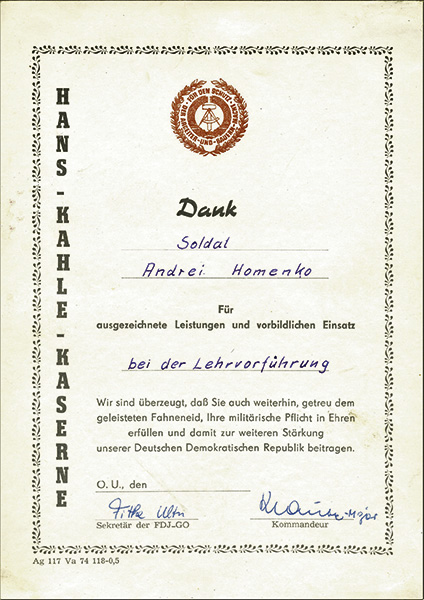 HANS-KAHLE-KASERNE
FÜR DEN SCHUTZ DER ARBEITER-UND-BAUERN-
Dank
Soldat
Andrei Homenko
Für
ausgezeichnete Leistungen und vorbildlichen Einsatz
bei der Lehrvorführung
Wir sind überzeugt, daß Sie auch weiterhin, getreu dem
geleisteten Fahneneid, Ihre militärische Pflicht in Ehren
erfüllen und damit zur weiteren Stärkung
unserer Deutschen Demokratischen Republik beitragen.
O. U., den
Sekretär der FDJ-GO
Kommandeur
Ag 117 Va 74 118-0,5